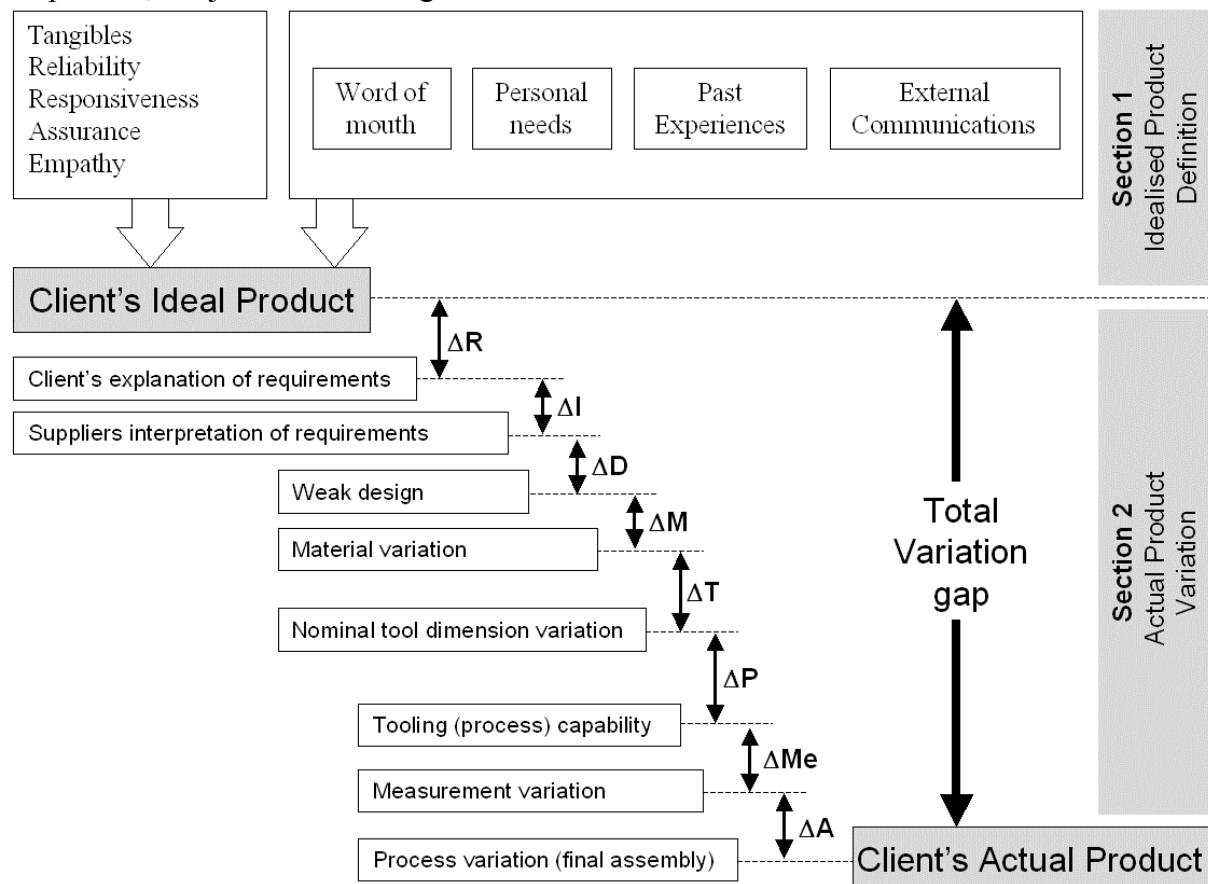 Tangibles
Reliability
Responsiveness
Assurance
Empathy
Word of
mouth
Personal
needs
Past
Experiences
External
Communications
Section 1
Idealised Product
Definition
Client's Ideal Product
ΔR
Client's explanation of requirements
ΔI
Suppliers interpretation of requirements
ΔD
Weak design
ΔM
Material variation
ΔT
Nominal tool dimension variation
ΔP
Tooling (process) capability
ΔMe
Measurement variation
ΔA
Process variation (final assembly)
Total
Variation
gap
Section 2
Actual Product
Variation
Client's Actual Product